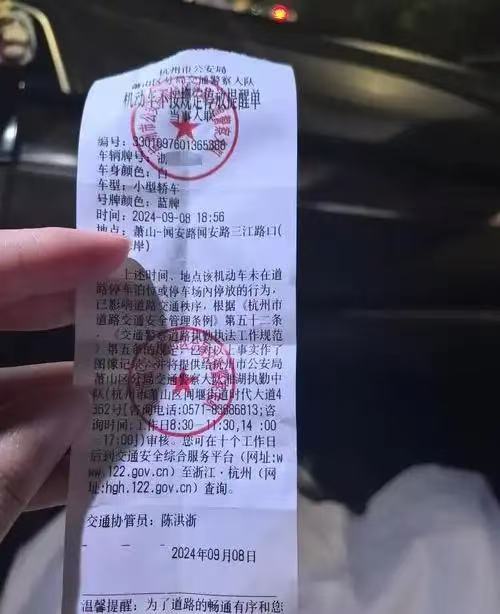 杭州市公安局
萧山区分局交通警察大队
机动车不按规定停放提醒单
当事人联
编号: 3301097601365386
车辆牌号: 浙
车身颜色: 白
车型: 小型轿车
号牌颜色: 蓝牌
时间: 2024-09-08 18:56
地点: 萧山-闻安路闻安路三江路口(
岸)
上述时间、地点该机动车未在道
路停车泊位或停车场内停放的行为,
已影响道路交通秩序, 根据《杭州市
道路交通安全管理条例》第五十二条、
《交通警察道路执勤执法工作规范
》第五条的规定, 已对以上事实作了
图像记录, 并将提供给杭州市公安局
萧山区分局交通警察大队湘湖执勤中
队(杭州市萧山区闻堰街道时代大道4
362号[咨询电话:0571-83686813;咨
询时间:工作日8:30-11:30,14:00
-17:00])审核。您可在十个工作日
后到交通安全综合服务平台(网址:ww
w.122.gov.cn)至浙江·杭州(网
址:hgh.122.gov.cn)查询。
交通协管员: 陈洪浙
2024年09月08日
温馨提醒: 为了道路的畅通有序和您